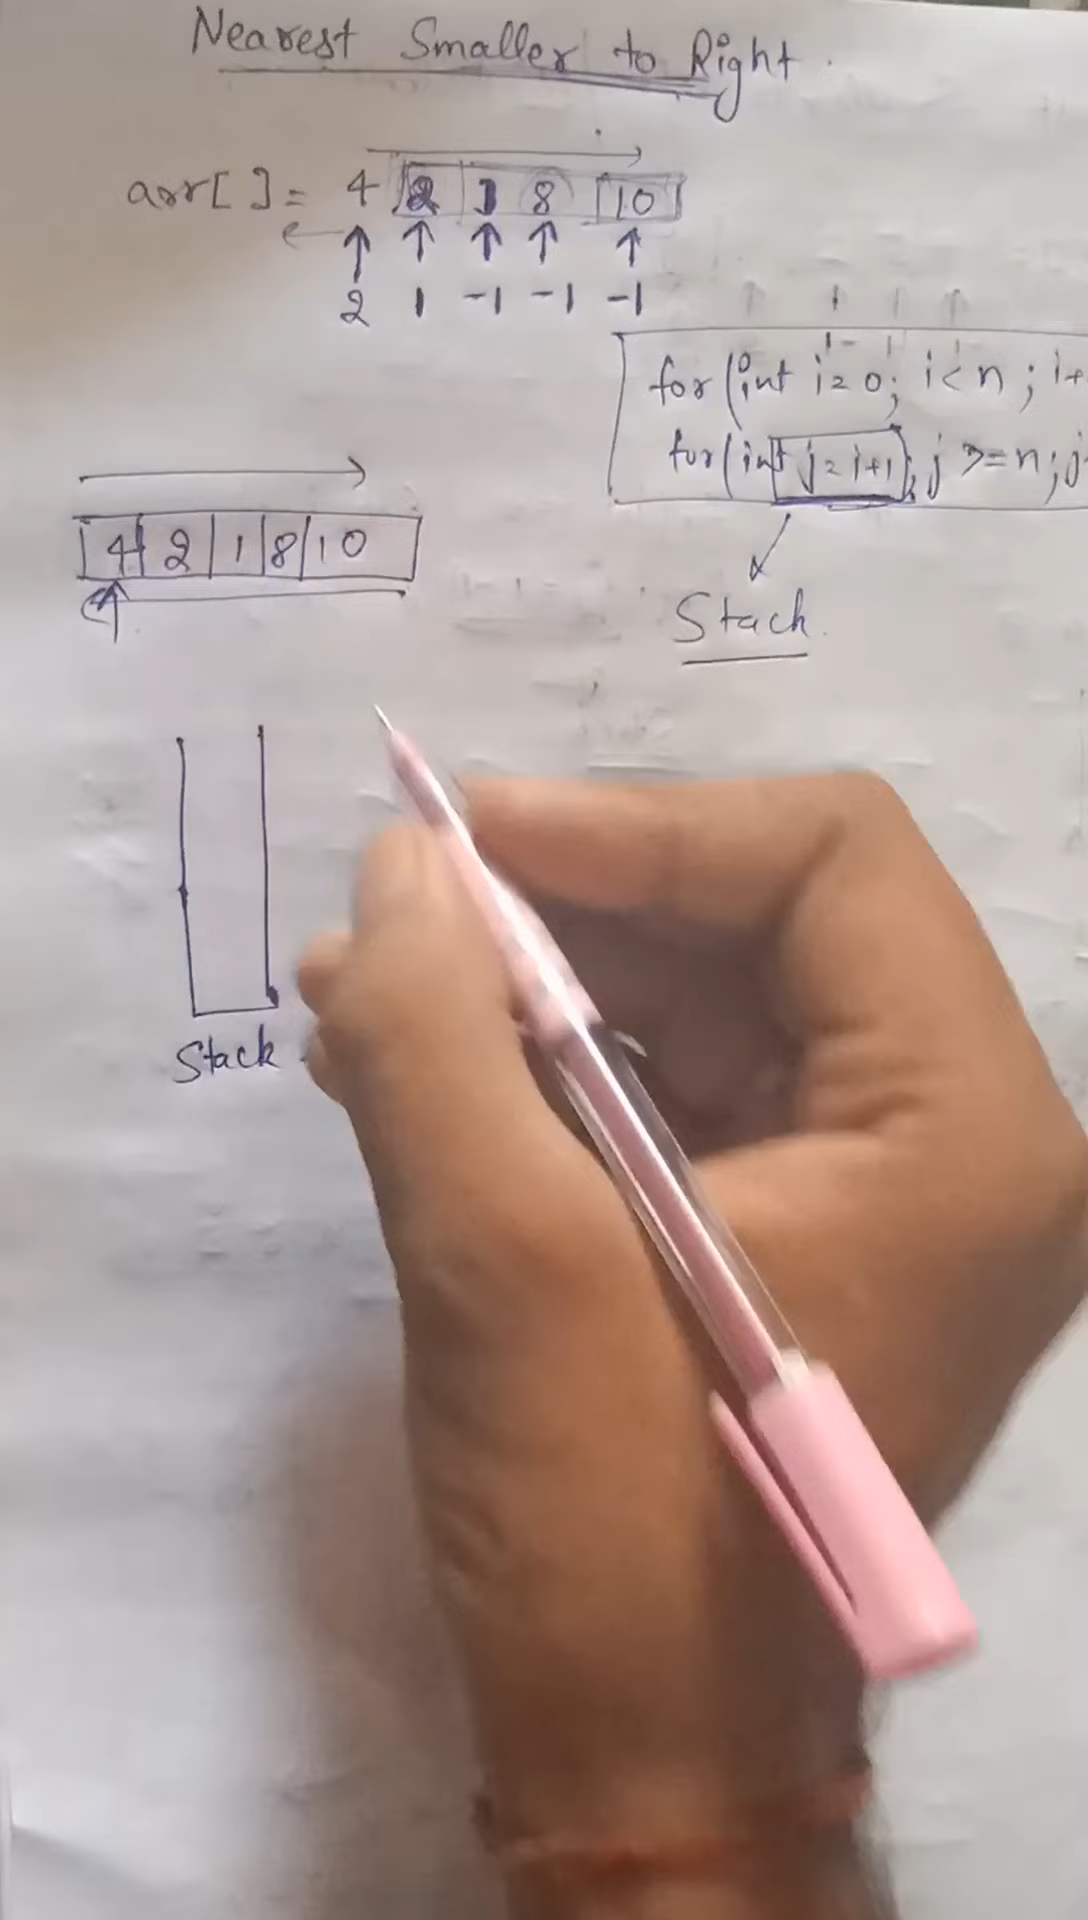 Nearest Smaller to Right.
arr[ ] = 4 2 1 8 10
2 1 -1 -1 -1
for(int i=0; i<n; i+
for(int j=i+1; j>=n; j
4 2 1 8 10
Stack
Stack